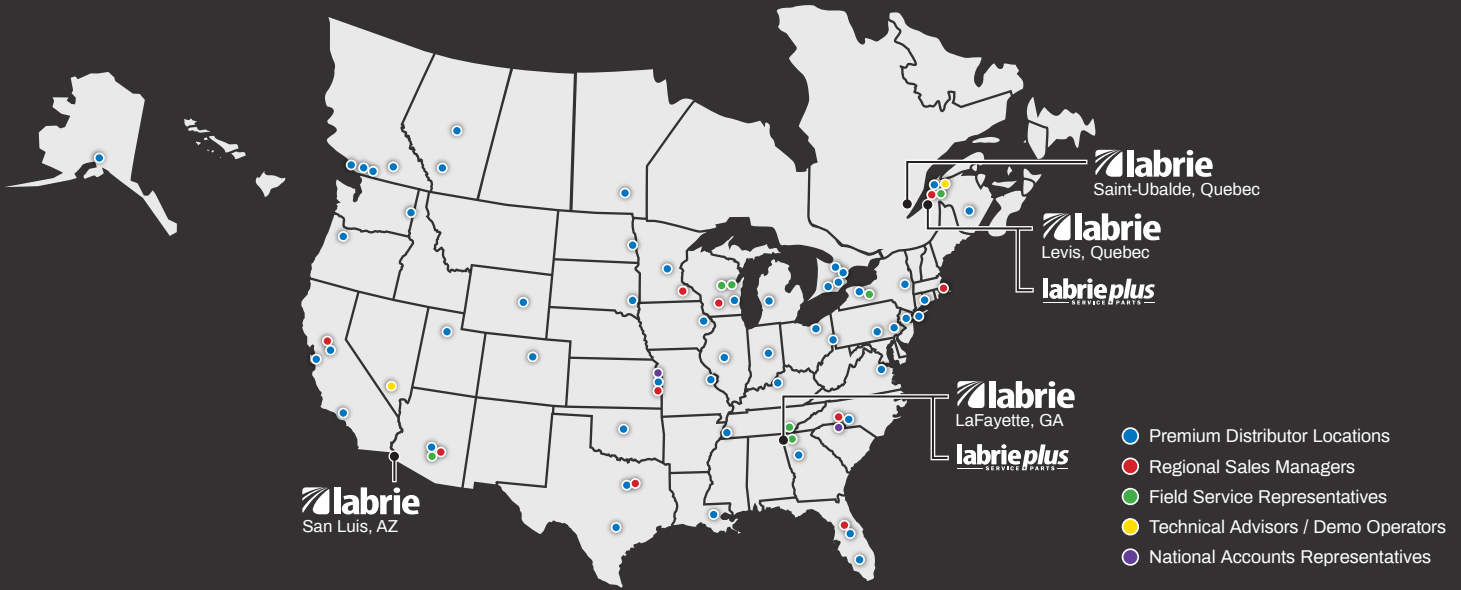 labrie
Saint-Ubalde, Quebec
labrie
Levis, Quebec
labrieplus
SERVICE & PARTS
labrie
LaFayette, GA
labrieplus
SERVICE & PARTS
labrie
San Luis, AZ
Premium Distributor Locations
Regional Sales Managers
Field Service Representatives
Technical Advisors / Demo Operators
National Accounts Representatives